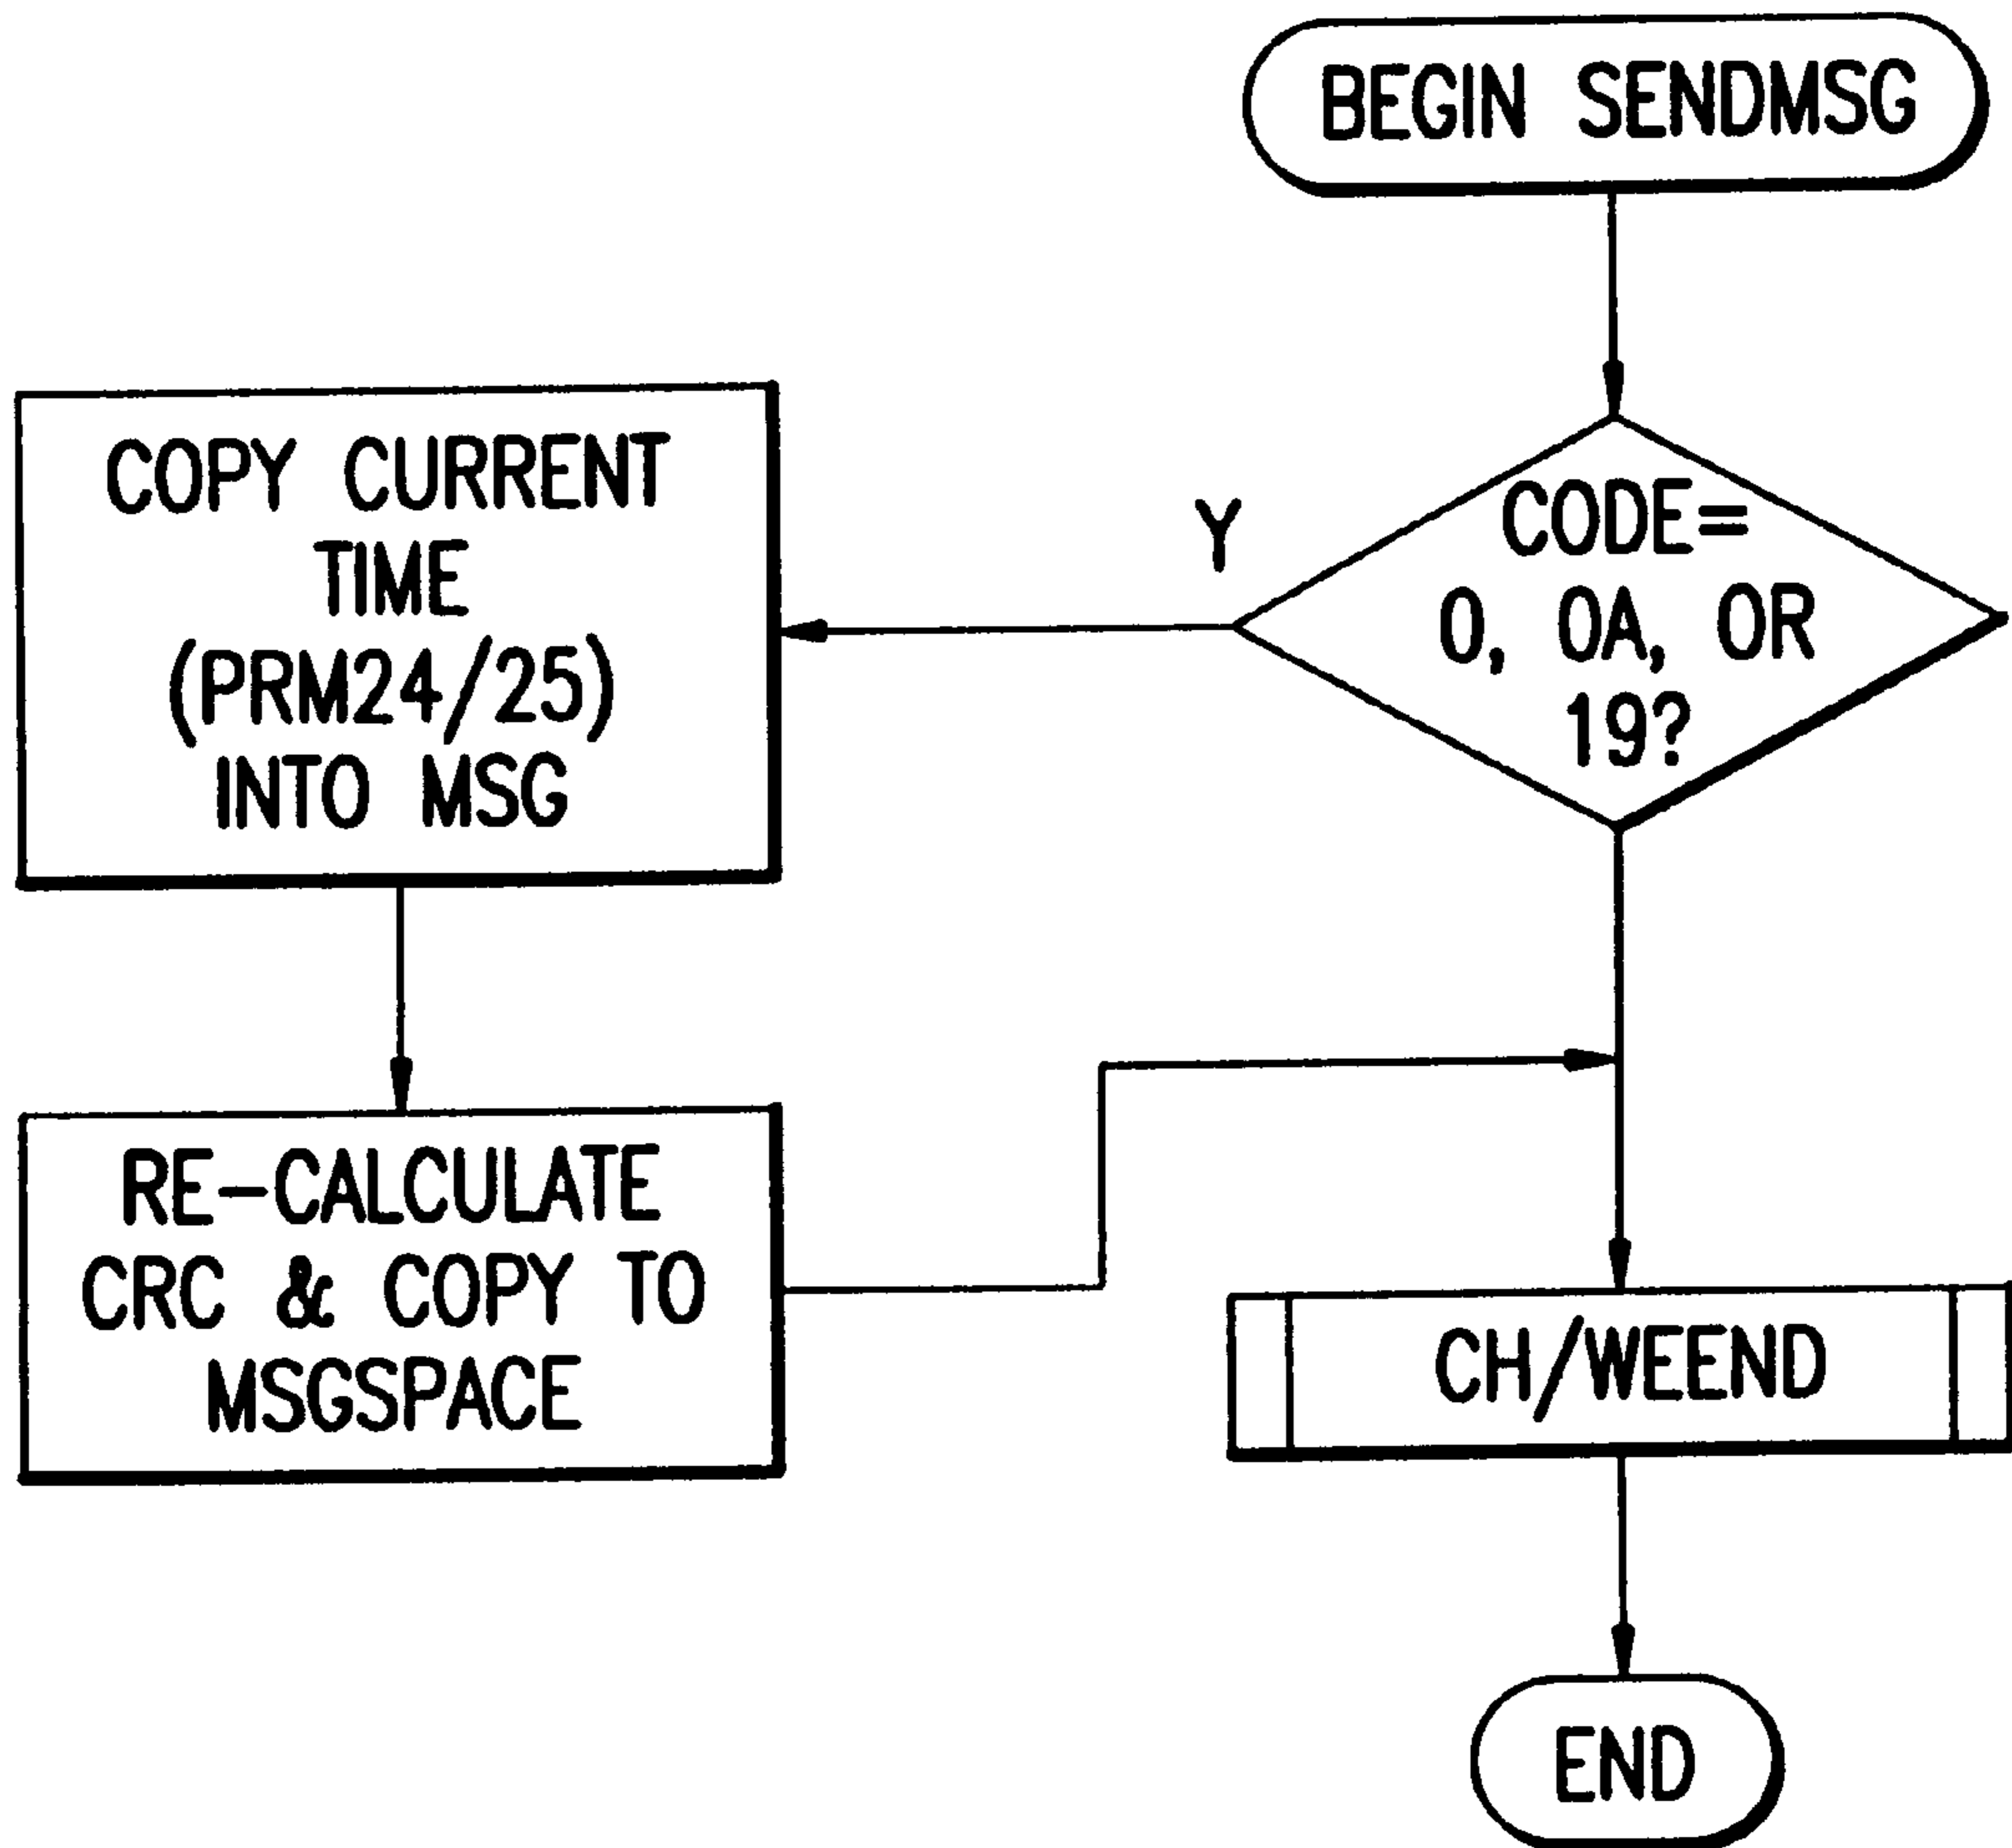 BEGIN SENDMSG
CODE=
0, 0A, OR
19?
Y
COPY CURRENT
TIME
(PRM24/25)
INTO MSG
RE-CALCULATE
CRC & COPY TO
MSGSPACE
CH/WEEND
END